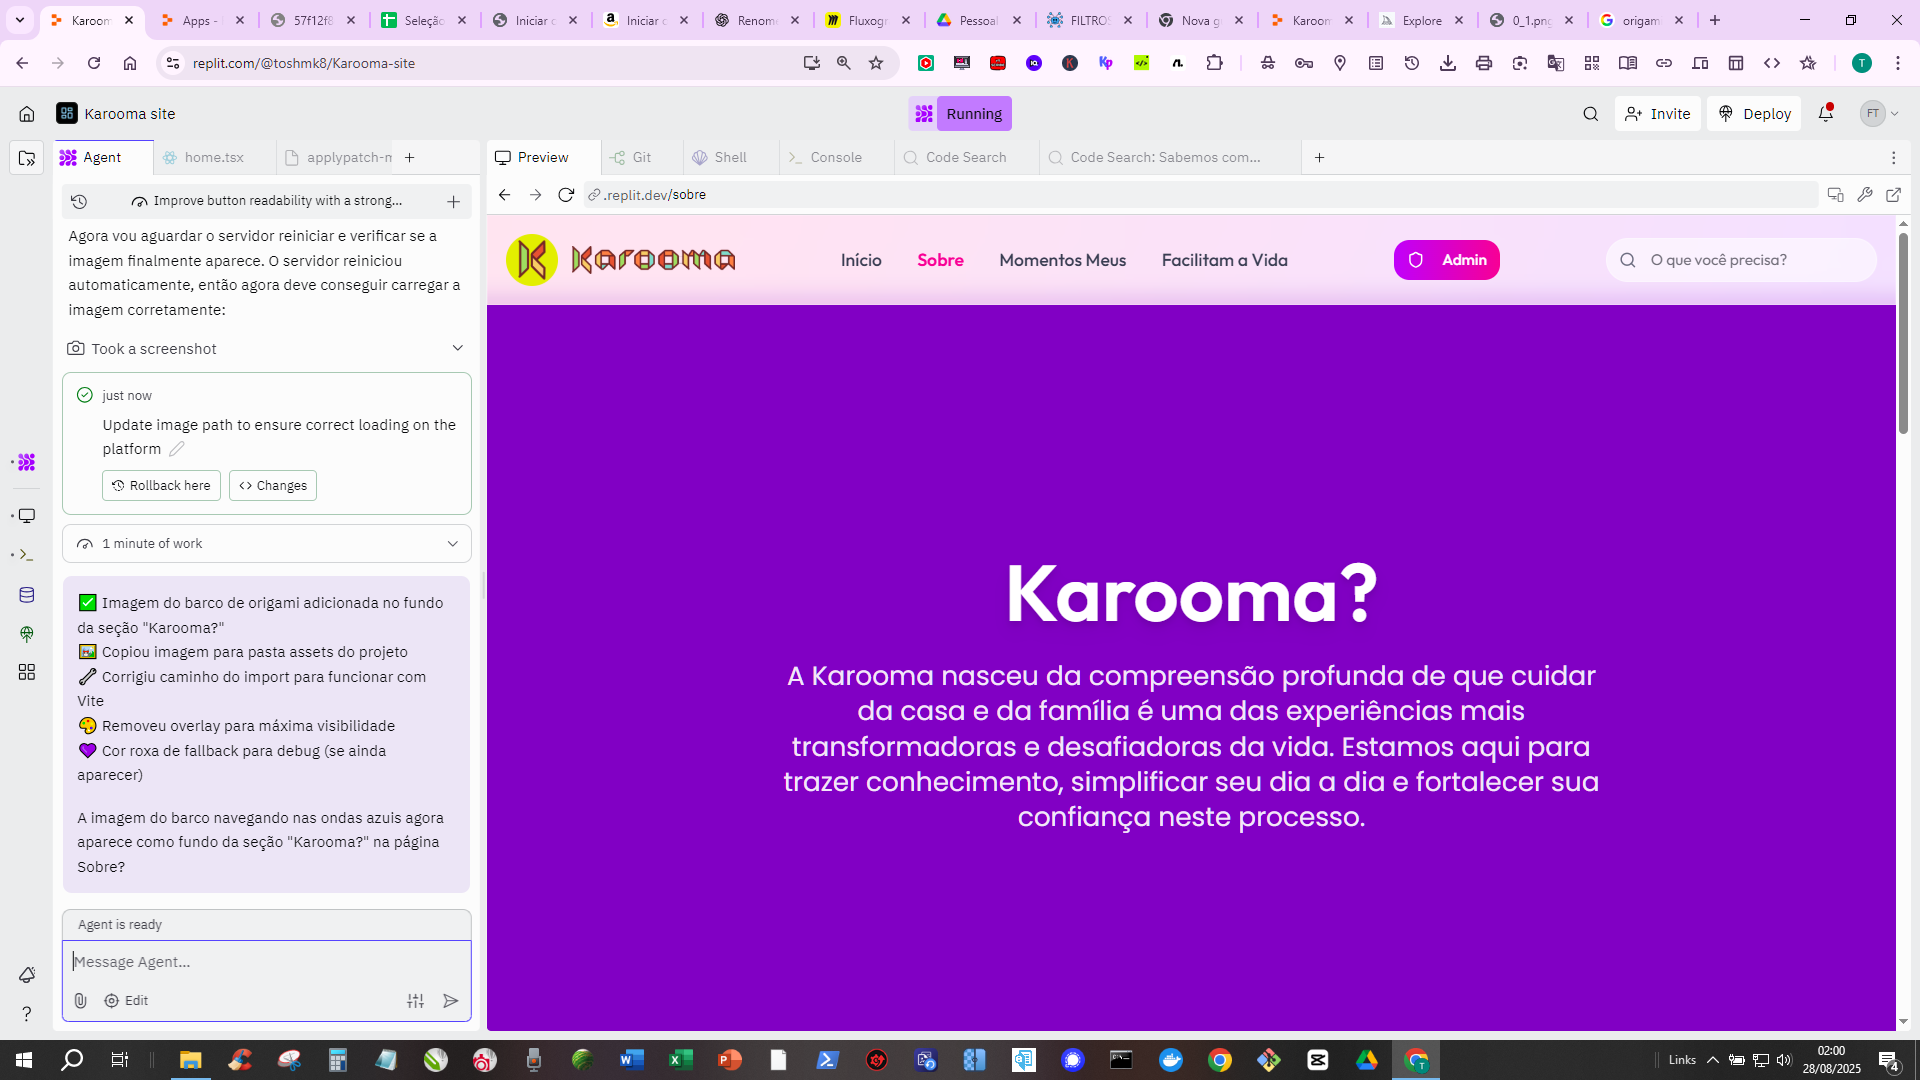 Karoom
Apps -
57f12f8
Seleção
Iniciar c
Iniciar c
Renome
Fluxogr
Pessoal
FILTROS
Nova g
Karoom
Explore
0_1.png
origam
replit.com/@toshmk8/Karooma-site
T
Karooma site
Running
Invite
Deploy
FT
Agent
home.tsx
applypatch-n
Preview
Git
Shell
Console
Code Search
Code Search: Sabemos com...
Improve button readability with a strong...
.replit.dev/sobre
Agora vou aguardar o servidor reiniciar e verificar se a
imagem finalmente aparece. O servidor reiniciou
automaticamente, então agora deve conseguir carregar a
imagem corretamente:
Took a screenshot
just now
Update image path to ensure correct loading on the
platform
Rollback here
Changes
1 minute of work
✅ Imagem do barco de origami adicionada no fundo
da seção "Karooma?"
🖼️ Copiou imagem para pasta assets do projeto
🔧 Corrigiu caminho do import para funcionar com
Vite
🎨 Removeu overlay para máxima visibilidade
💜 Cor roxa de fallback para debug (se ainda
aparecer)
A imagem do barco navegando nas ondas azuis agora
aparece como fundo da seção "Karooma?" na página
Sobre?
Agent is ready
Message Agent...
Edit
K Karooma
Início
Sobre
Momentos Meus
Facilitam a Vida
Admin
O que você precisa?
Karooma?
A Karooma nasceu da compreensão profunda de que cuidar
da casa e da família é uma das experiências mais
transformadoras e desafiadoras da vida. Estamos aqui para
trazer conhecimento, simplificar seu dia a dia e fortalecer sua
confiança neste processo.
Links
02:00
28/08/2025
4